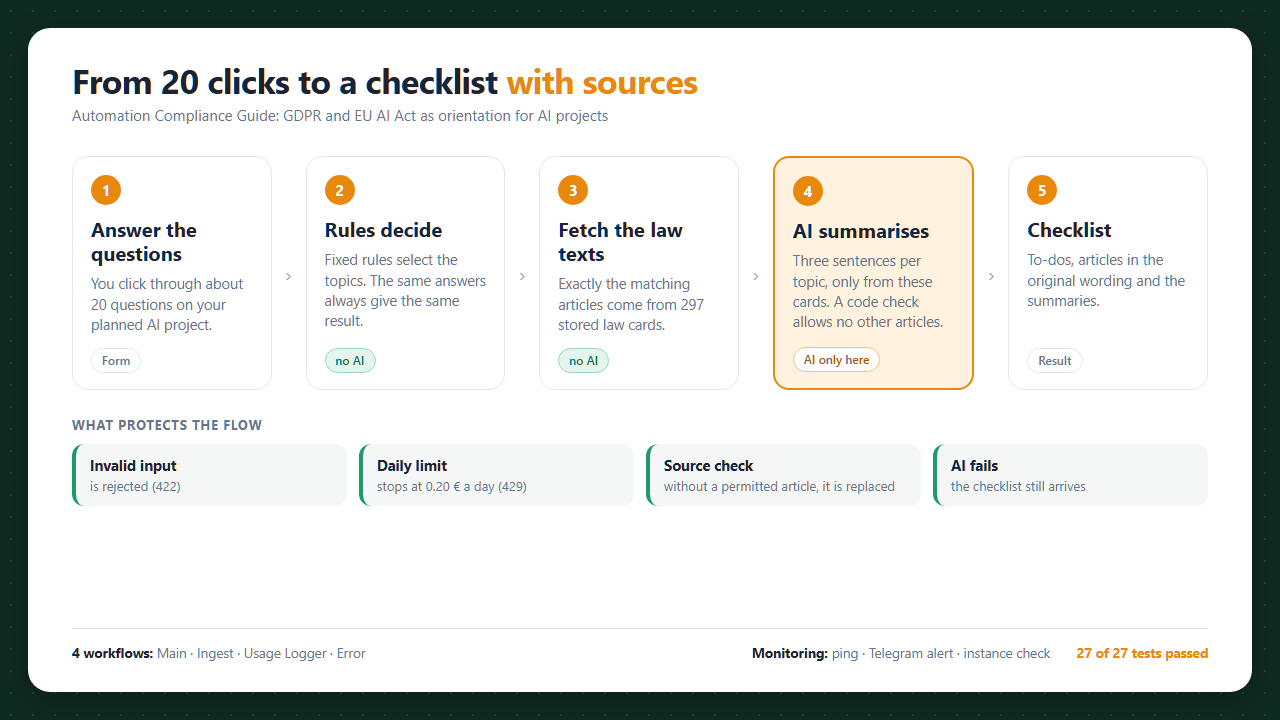 From 20 clicks to a checklist with sources
Automation Compliance Guide: GDPR and EU AI Act as orientation for AI projects
1
Answer the
questions
You click through about
20 questions on your
planned AI project.
Form
›
2
Rules decide
Fixed rules select the
topics. The same answers
always give the same
result.
no AI
›
3
Fetch the law
texts
Exactly the matching
articles come from 297
stored law cards.
no AI
›
4
AI summarises
Three sentences per
topic, only from these
cards. A code check
allows no other articles.
AI only here
›
5
Checklist
To-dos, articles in the
original wording and the
summaries.
Result
WHAT PROTECTS THE FLOW
Invalid input
is rejected (422)
Daily limit
stops at 0.20 € a day (429)
Source check
without a permitted article, it is replaced
AI fails
the checklist still arrives
4 workflows: Main · Ingest · Usage Logger · Error
Monitoring: ping · Telegram alert · instance check
27 of 27 tests passed